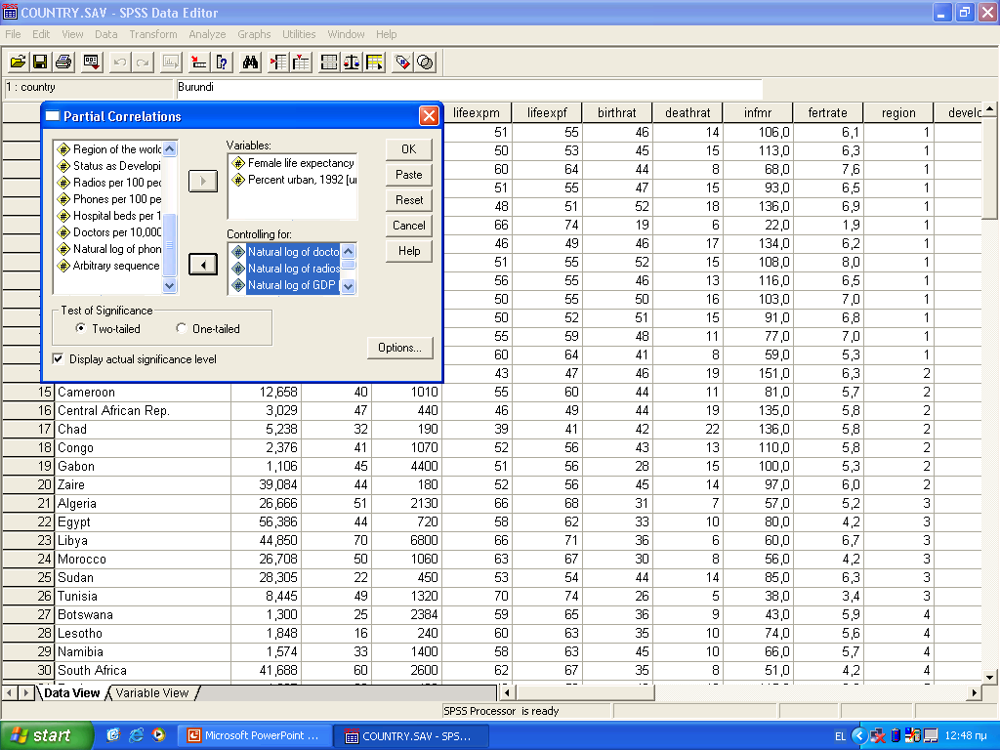 COUNTRY.SAV - SPSS Data Editor
File Edit View Data Transform Analyze Graphs Utilities Window Help
1 : country Burundi
lifeexpm lifeexpf birthrat deathrat infmr fertrate region develo
51 55 46 14 106,0 6,1 1
50 53 45 15 113,0 6,3 1
60 64 44 8 68,0 7,6 1
51 55 47 15 93,0 6,5 1
48 51 52 18 136,0 6,9 1
66 74 19 6 22,0 1,9 1
46 49 46 17 134,0 6,2 1
51 55 52 15 108,0 8,0 1
56 55 46 13 116,0 6,5 1
50 55 50 16 103,0 7,0 1
50 52 51 15 91,0 6,8 1
55 59 48 11 77,0 7,0 1
60 64 41 8 59,0 5,3 1
43 47 46 19 151,0 6,3 2
Partial Correlations
Region of the world
Status as Developi
Radios per 100 peo
Phones per 100 pe
Hospital beds per 1
Doctors per 10,000
Natural log of phon
Arbitrary sequence
Variables:
Female life expectancy
Percent urban, 1992 [ur
Controlling for:
Natural log of docto
Natural log of radios
Natural log of GDP
OK
Paste
Reset
Cancel
Help
Test of Significance
Two-tailed One-tailed
Options...
Display actual significance level
15 Cameroon 12,658 40 1010 55 60 44 11 81,0 5,7 2
16 Central African Rep. 3,029 47 440 46 49 44 19 135,0 5,8 2
17 Chad 5,238 32 190 39 41 42 22 136,0 5,8 2
18 Congo 2,376 41 1070 52 56 43 13 110,0 5,8 2
19 Gabon 1,106 45 4400 51 56 28 15 100,0 5,3 2
20 Zaire 39,084 44 180 52 56 45 14 97,0 6,0 2
21 Algeria 26,666 51 2130 66 68 31 7 57,0 5,2 3
22 Egypt 56,386 44 720 58 62 33 10 80,0 4,2 3
23 Libya 44,850 70 6800 66 71 36 6 60,0 6,7 3
24 Morocco 26,708 50 1060 63 67 30 8 56,0 4,2 3
25 Sudan 28,305 22 450 53 54 44 14 85,0 6,3 3
26 Tunisia 8,445 49 1320 70 74 26 5 38,0 3,4 3
27 Botswana 1,300 25 2384 59 65 36 9 43,0 5,9 4
28 Lesotho 1,848 16 240 60 63 35 10 74,0 5,6 4
29 Namibia 1,574 33 1400 58 63 45 10 66,0 5,7 4
30 South Africa 41,688 60 2600 62 67 35 8 51,0 4,2 4
Data View Variable View
SPSS Processor is ready
start Microsoft PowerPoint ... COUNTRY.SAV - SPS... EL 12:48 πμ